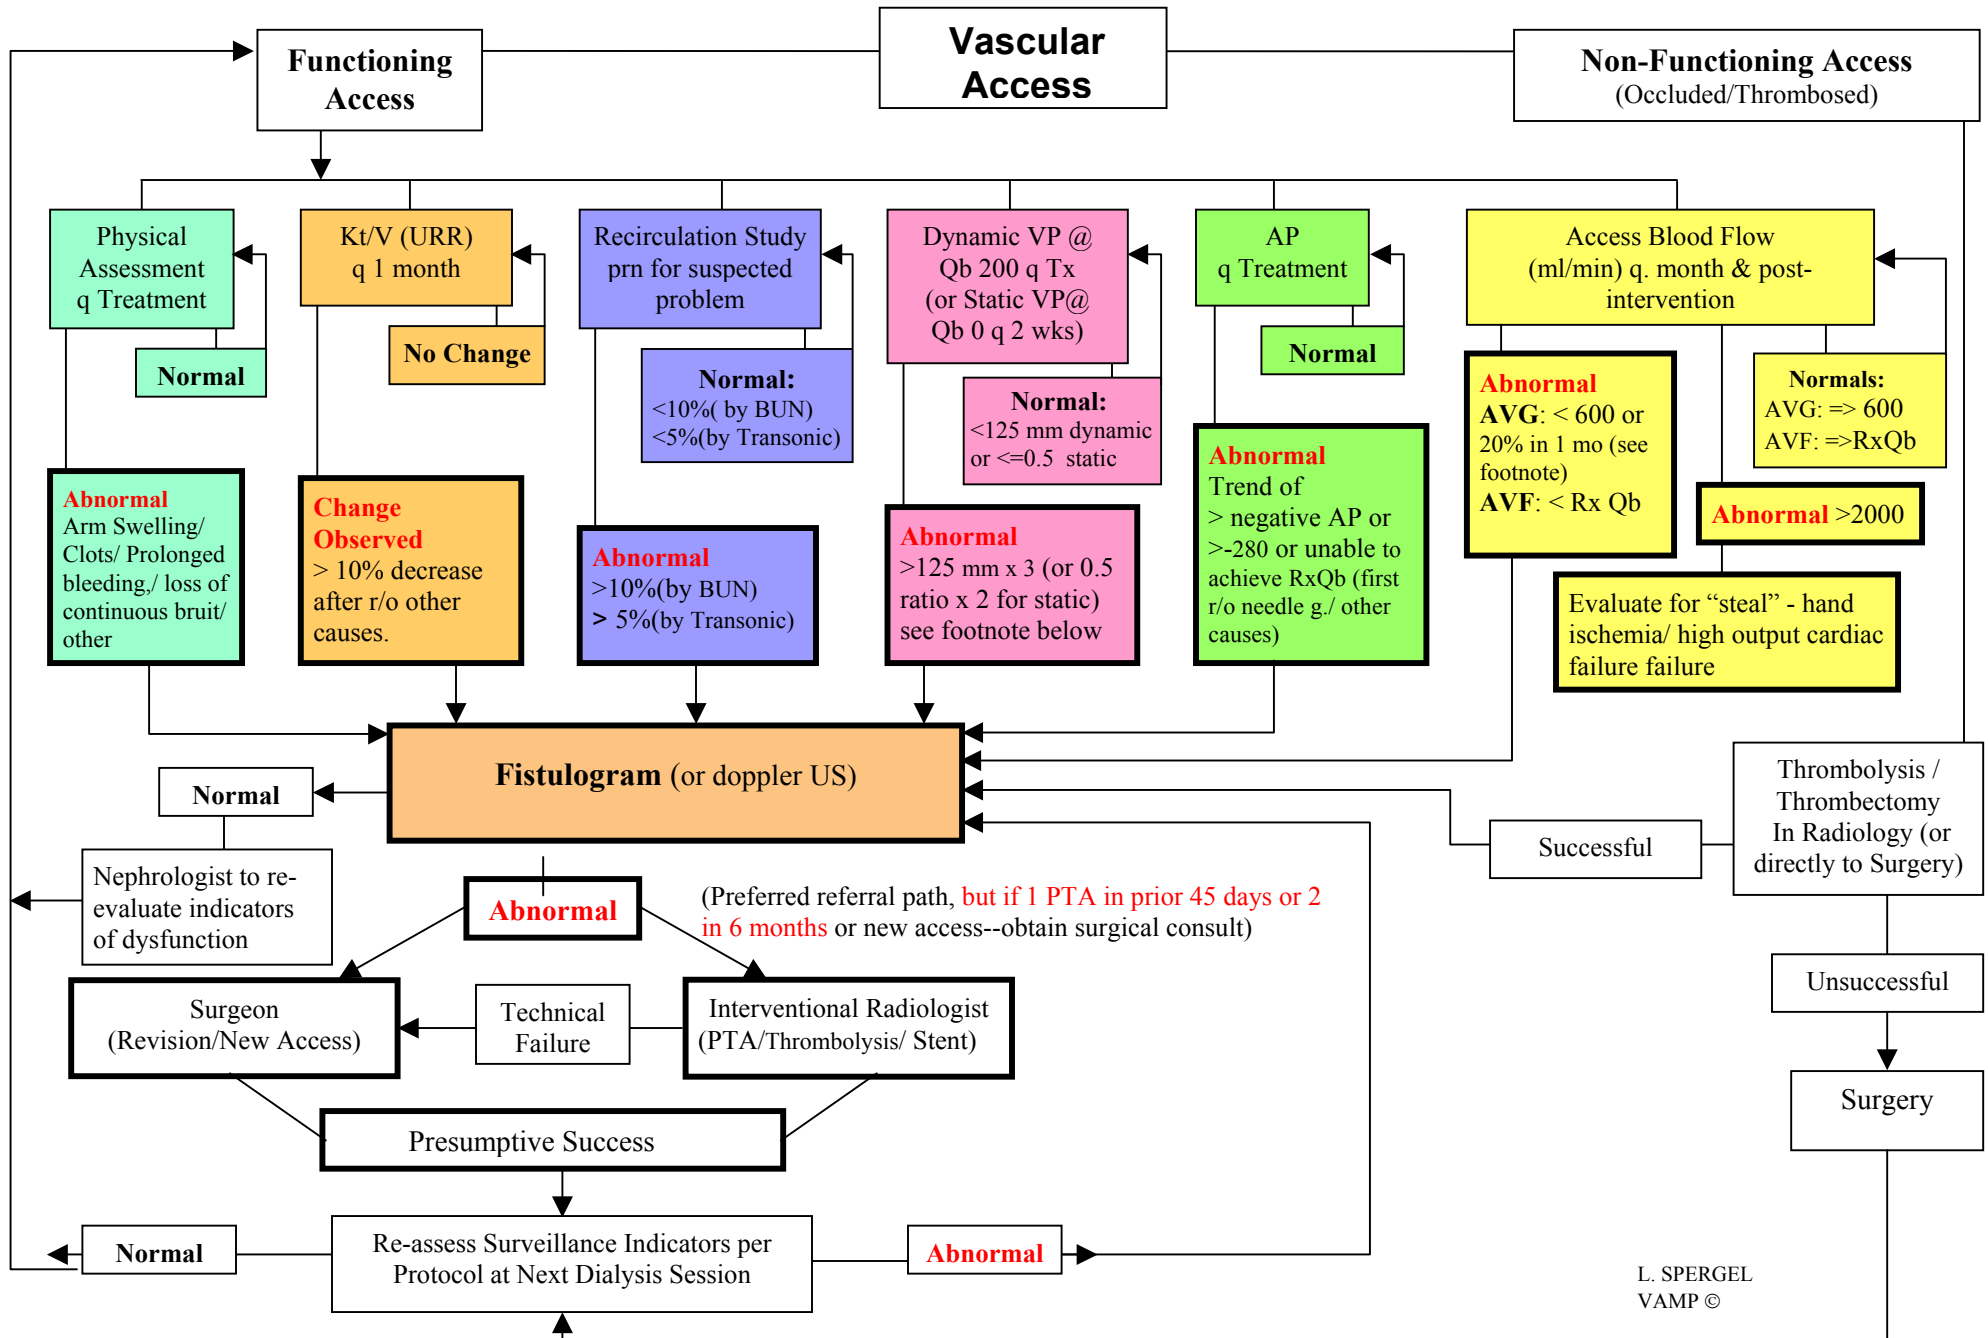 Vascular
Access
Functioning
Access
Non-Functioning Access
(Occluded/Thrombosed)
Physical
Assessment
q Treatment
Normal
Abnormal
Arm Swelling/
Clots/ Prolonged
bleeding,/ loss of
continuous bruit/
other
Kt/V (URR)
q 1 month
No Change
Change
Observed
> 10% decrease
after r/o other
causes.
Recirculation Study
prn for suspected
problem
Normal:
<10%( by BUN)
<5%(by Transonic)
Abnormal
>10%(by BUN)
> 5%(by Transonic)
Dynamic VP @
Qb 200 q Tx
(or Static VP@
Qb 0 q 2 wks)
Normal:
<125 mm dynamic
or <=0.5 static
Abnormal
>125 mm x 3 (or 0.5
ratio x 2 for static)
see footnote below
AP
q Treatment
Normal
Abnormal
Trend of
> negative AP or
>-280 or unable to
achieve RxQb (first
r/o needle g./ other
causes)
Access Blood Flow
(ml/min) q. month & post-
intervention
Abnormal
AVG: < 600 or
20% in 1 mo (see
footnote)
AVF: < Rx Qb
Normals:
AVG: => 600
AVF: =>RxQb
Abnormal >2000
Evaluate for “steal” - hand
ischemia/ high output cardiac
failure failure
Fistulogram (or doppler US)
Normal
Nephrologist to re-
evaluate indicators
of dysfunction
Abnormal
(Preferred referral path, but if 1 PTA in prior 45 days or 2
in 6 months or new access--obtain surgical consult)
Successful
Thrombolysis /
Thrombectomy
In Radiology (or
directly to Surgery)
Unsuccessful
Surgery
Surgeon
(Revision/New Access)
Technical
Failure
Interventional Radiologist
(PTA/Thrombolysis/ Stent)
Presumptive Success
Normal
Re-assess Surveillance Indicators per
Protocol at Next Dialysis Session
Abnormal
L. SPERGEL
VAMP ©